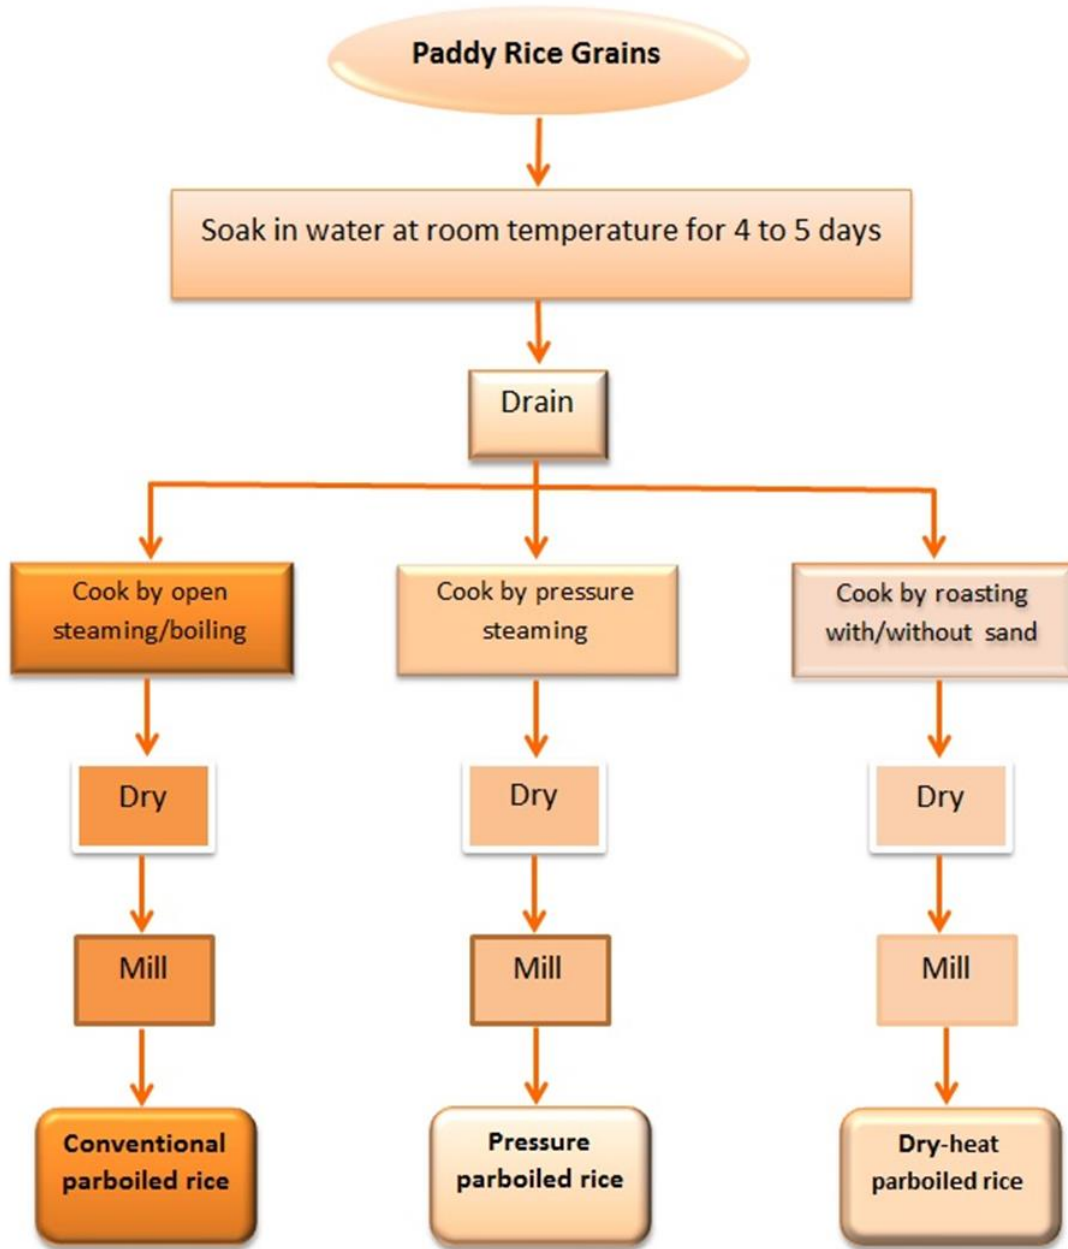 Paddy Rice Grains
Soak in water at room temperature for 4 to 5 days
Drain
Cook by open
steaming/boiling
Cook by pressure
steaming
Cook by roasting
with/without sand
Dry
Dry
Dry
Mill
Mill
Mill
Conventional
parboiled rice
Pressure
parboiled rice
Dry-heat
parboiled rice